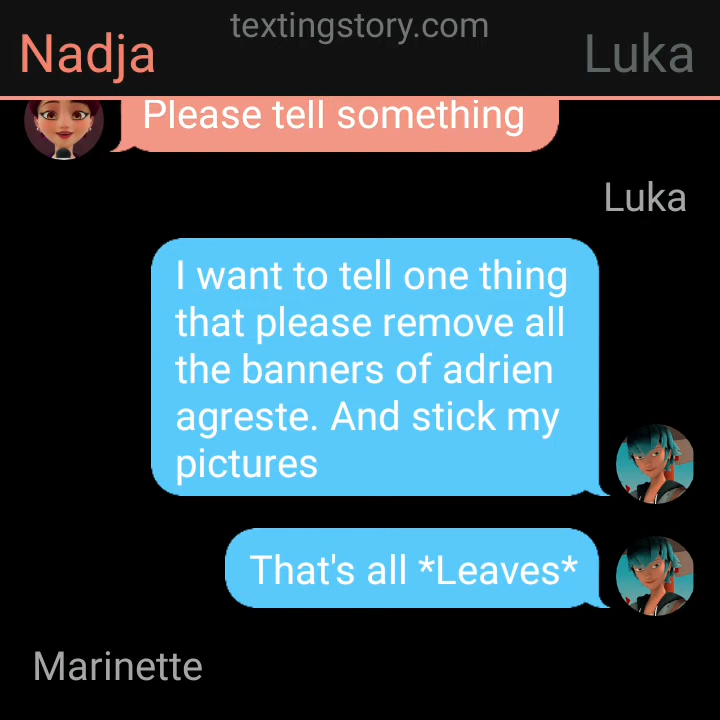 textingstory.com
Nadja
Luka
Please tell something
Luka
I want to tell one thing
that please remove all
the banners of adrien
agreste. And stick my
pictures
That's all *Leaves*
Marinette